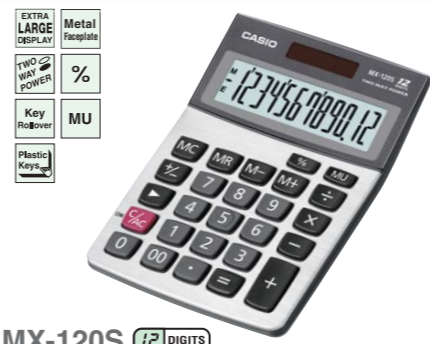 EXTRA
LARGE
DISPLAY
Metal
Faceplate
TWO
WAY
POWER
%
Key
Rollover
MU
Plastic
Keys
CASIO
MX-120S 12
TWO WAY POWER
M
E
123456789012
% MU
MC MR M− M+ ÷
+/− 7 8 9 ×
▶ 4 5 6 −
ON C/AC 1 2 3 +
0 00 · =
MX-120S 12 DIGITS